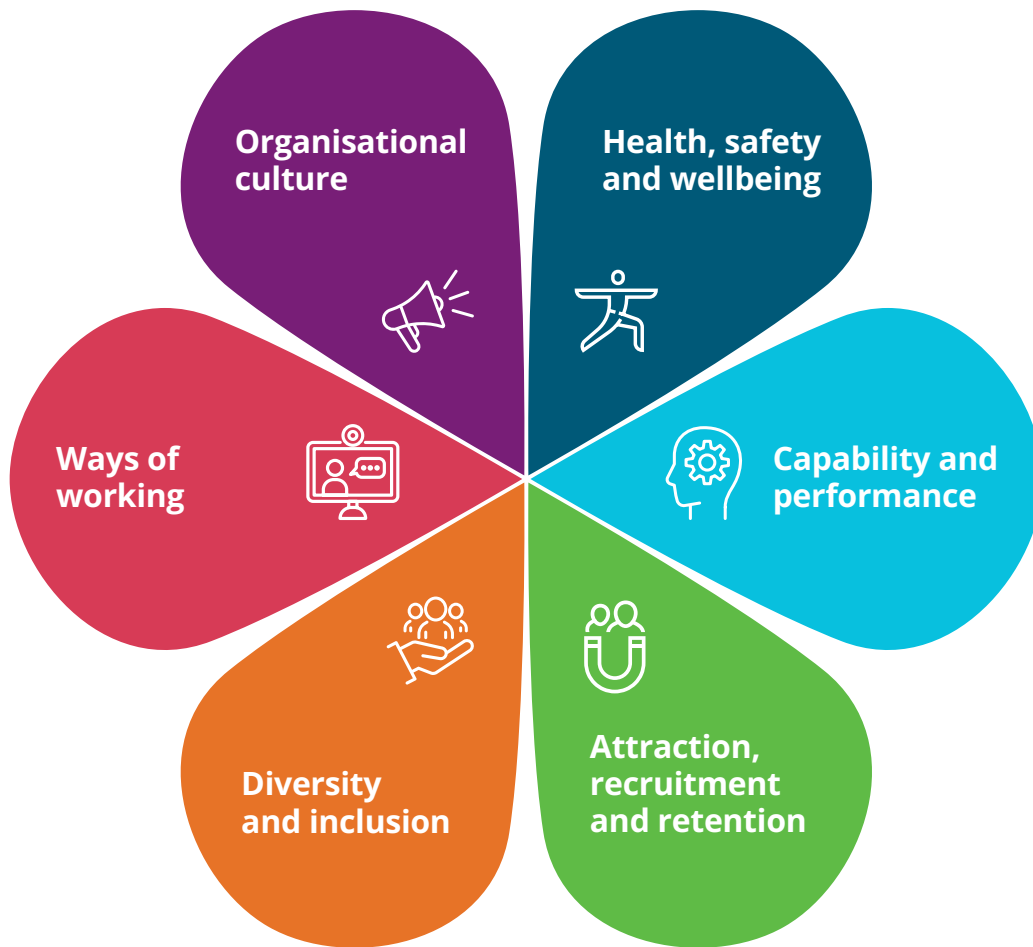 Organisational
culture
Health, safety
and wellbeing
Ways of
working
Capability and
performance
Diversity
and inclusion
Attraction,
recruitment
and retention